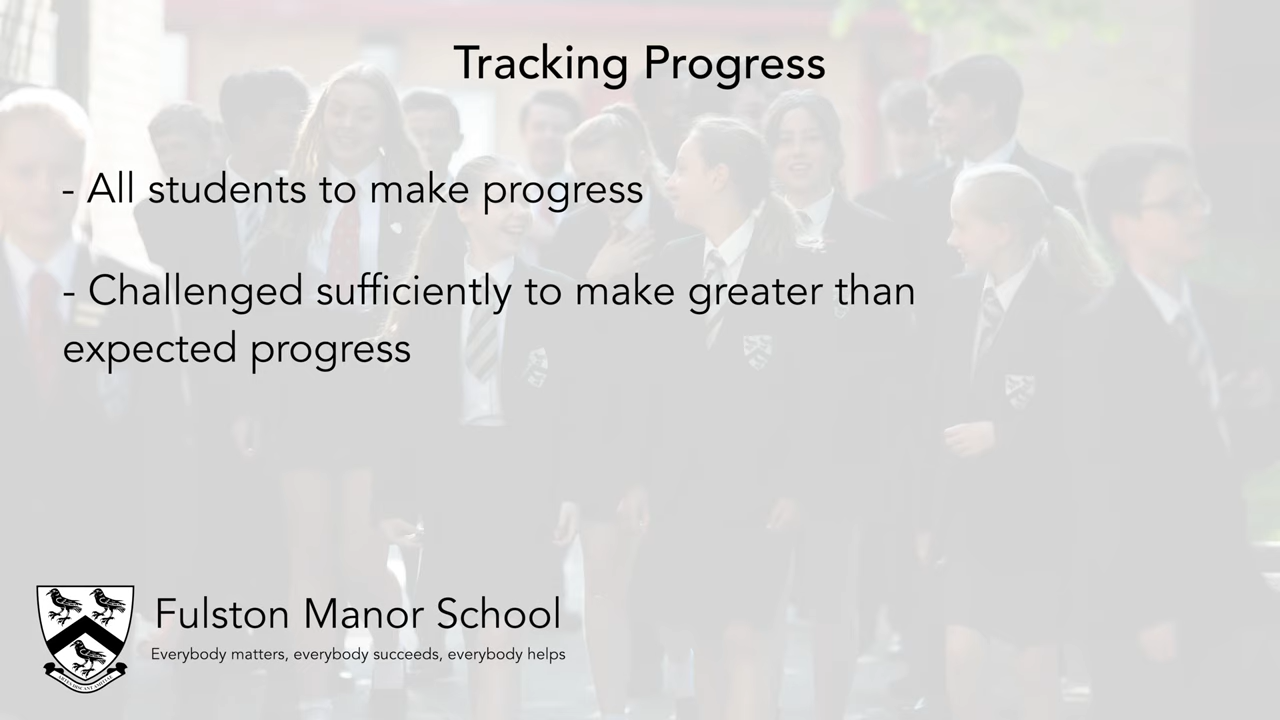 Tracking Progress
- All students to make progress
- Challenged sufficiently to make greater than
expected progress
Fulston Manor School
Everybody matters, everybody succeeds, everybody helps